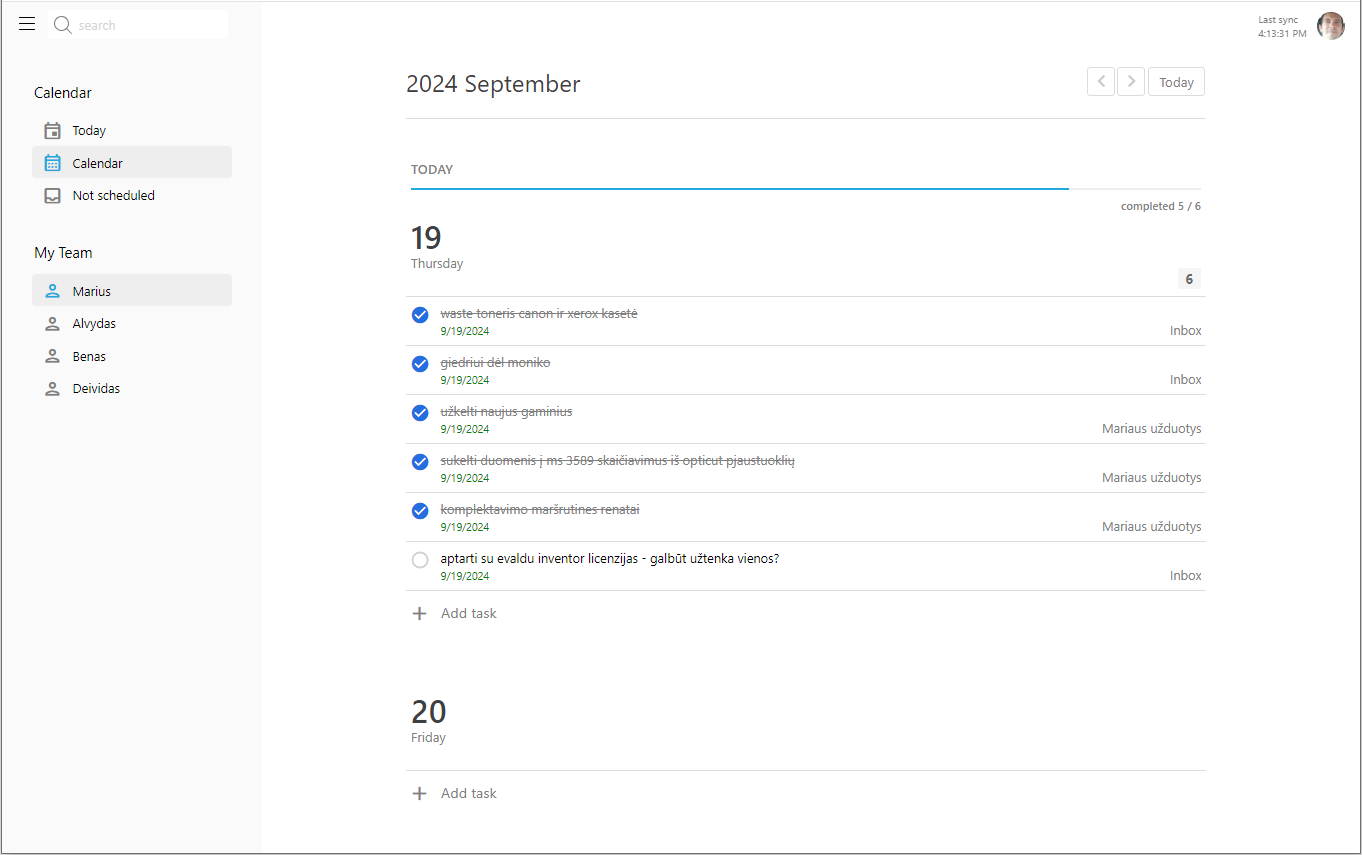 search
Last sync
4:13:31 PM
Calendar
Today
Calendar
Not scheduled
My Team
Marius
Alvydas
Benas
Deividas
2024 September
Today
TODAY
completed 5 / 6
19
Thursday
6
waste toneris canon ir xerox kasetė
9/19/2024
Inbox
giedriui dėl moniko
9/19/2024
Inbox
užkelti naujus gaminius
9/19/2024
Mariaus užduotys
sukelti duomenis į ms 3589 skaičiavimus iš opticut pjaustuoklių
9/19/2024
Mariaus užduotys
komplektavimo maršrutines renatai
9/19/2024
Mariaus užduotys
aptarti su evaldu inventor licenzijas - galbūt užtenka vienos?
9/19/2024
Inbox
Add task
20
Friday
Add task